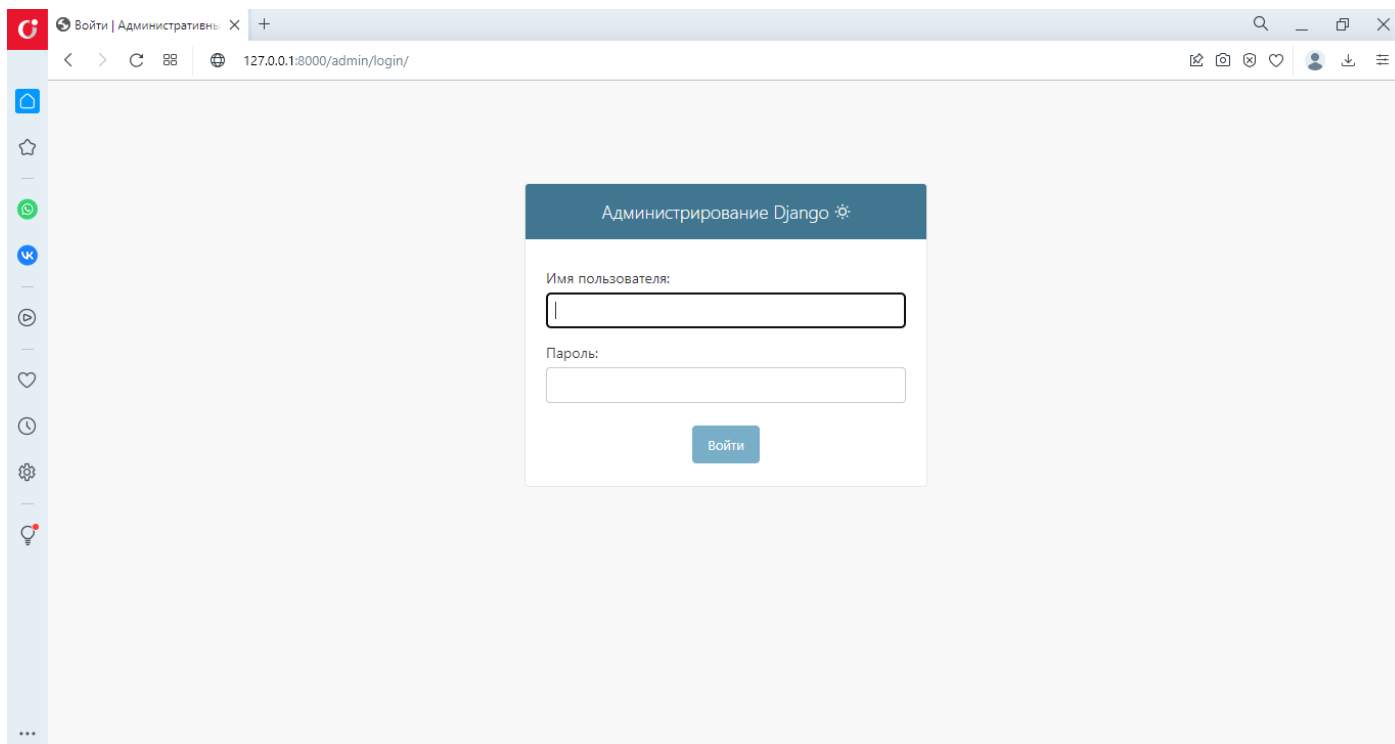 Войти | Административны
127.0.0.1:8000/admin/login/
Администрирование Django
Имя пользователя:
Пароль:
Войти